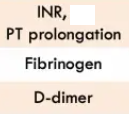 INR,
PT prolongation
Fibrinogen
D-dimer